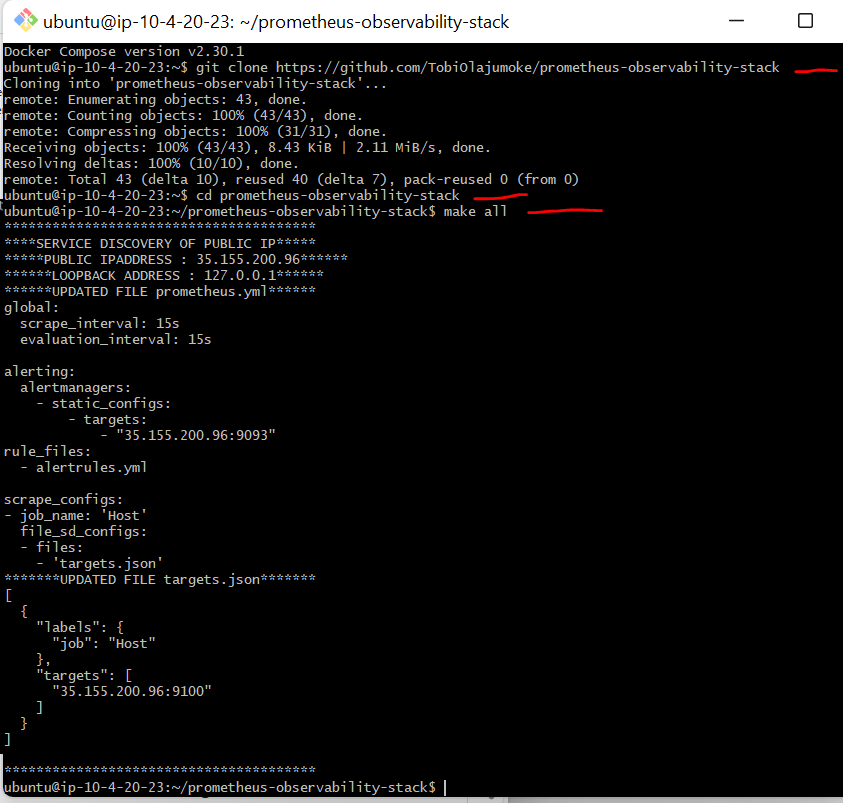 ubuntu@ip-10-4-20-23: ~/prometheus-observability-stack
Docker Compose version v2.30.1
ubuntu@ip-10-4-20-23:~$ git clone https://github.com/TobiOlajumoke/prometheus-observability-stack
Cloning into 'prometheus-observability-stack'...
remote: Enumerating objects: 43, done.
remote: Counting objects: 100% (43/43), done.
remote: Compressing objects: 100% (31/31), done.
Receiving objects: 100% (43/43), 8.43 KiB | 2.11 MiB/s, done.
Resolving deltas: 100% (10/10), done.
remote: Total 43 (delta 10), reused 40 (delta 7), pack-reused 0 (from 0)
ubuntu@ip-10-4-20-23:~$ cd prometheus-observability-stack
ubuntu@ip-10-4-20-23:~/prometheus-observability-stack$ make all
***************************************
****SERVICE DISCOVERY OF PUBLIC IP*****
*****PUBLIC IPADDRESS : 35.155.200.96******
******LOOPBACK ADDRESS : 127.0.0.1******
******UPDATED FILE prometheus.yml******
global:
  scrape_interval: 15s
  evaluation_interval: 15s

alerting:
  alertmanagers:
    - static_configs:
        - targets:
            - "35.155.200.96:9093"
rule_files:
  - alertrules.yml

scrape_configs:
- job_name: 'Host'
  file_sd_configs:
  - files:
    - 'targets.json'
*******UPDATED FILE targets.json*******
[
  {
    "labels": {
      "job": "Host"
    },
    "targets": [
      "35.155.200.96:9100"
    ]
  }
]

***************************************
ubuntu@ip-10-4-20-23:~/prometheus-observability-stack$